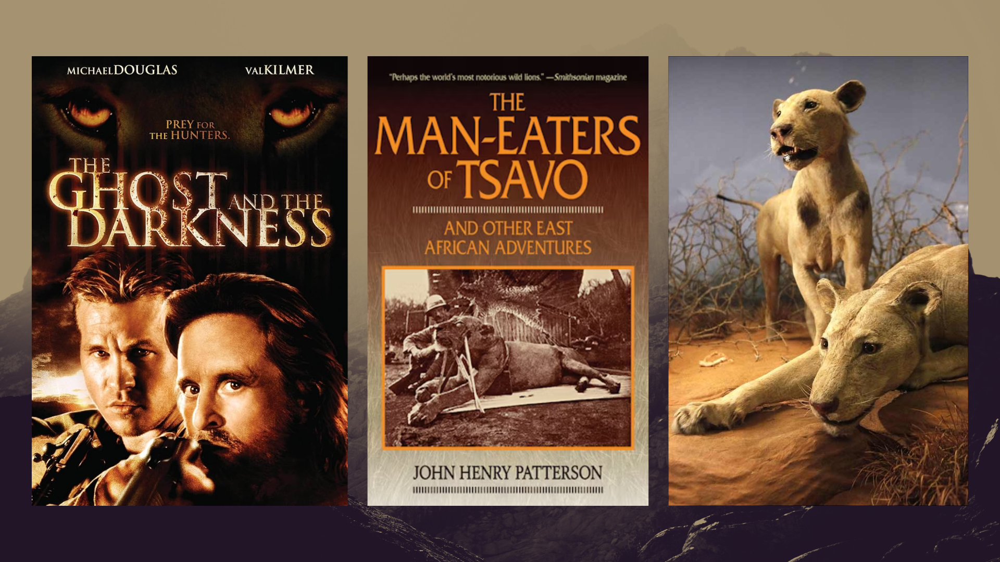 MICHAEL DOUGLAS
VAL KILMER
PREY FOR
THE HUNTERS.
THE
GHOST
AND THE
DARKNESS
"Perhaps the world's most notorious wild lions." —Smithsonian magazine
THE
MAN-EATERS
OF TSAVO
AND OTHER EAST
AFRICAN ADVENTURES
JOHN HENRY PATTERSON